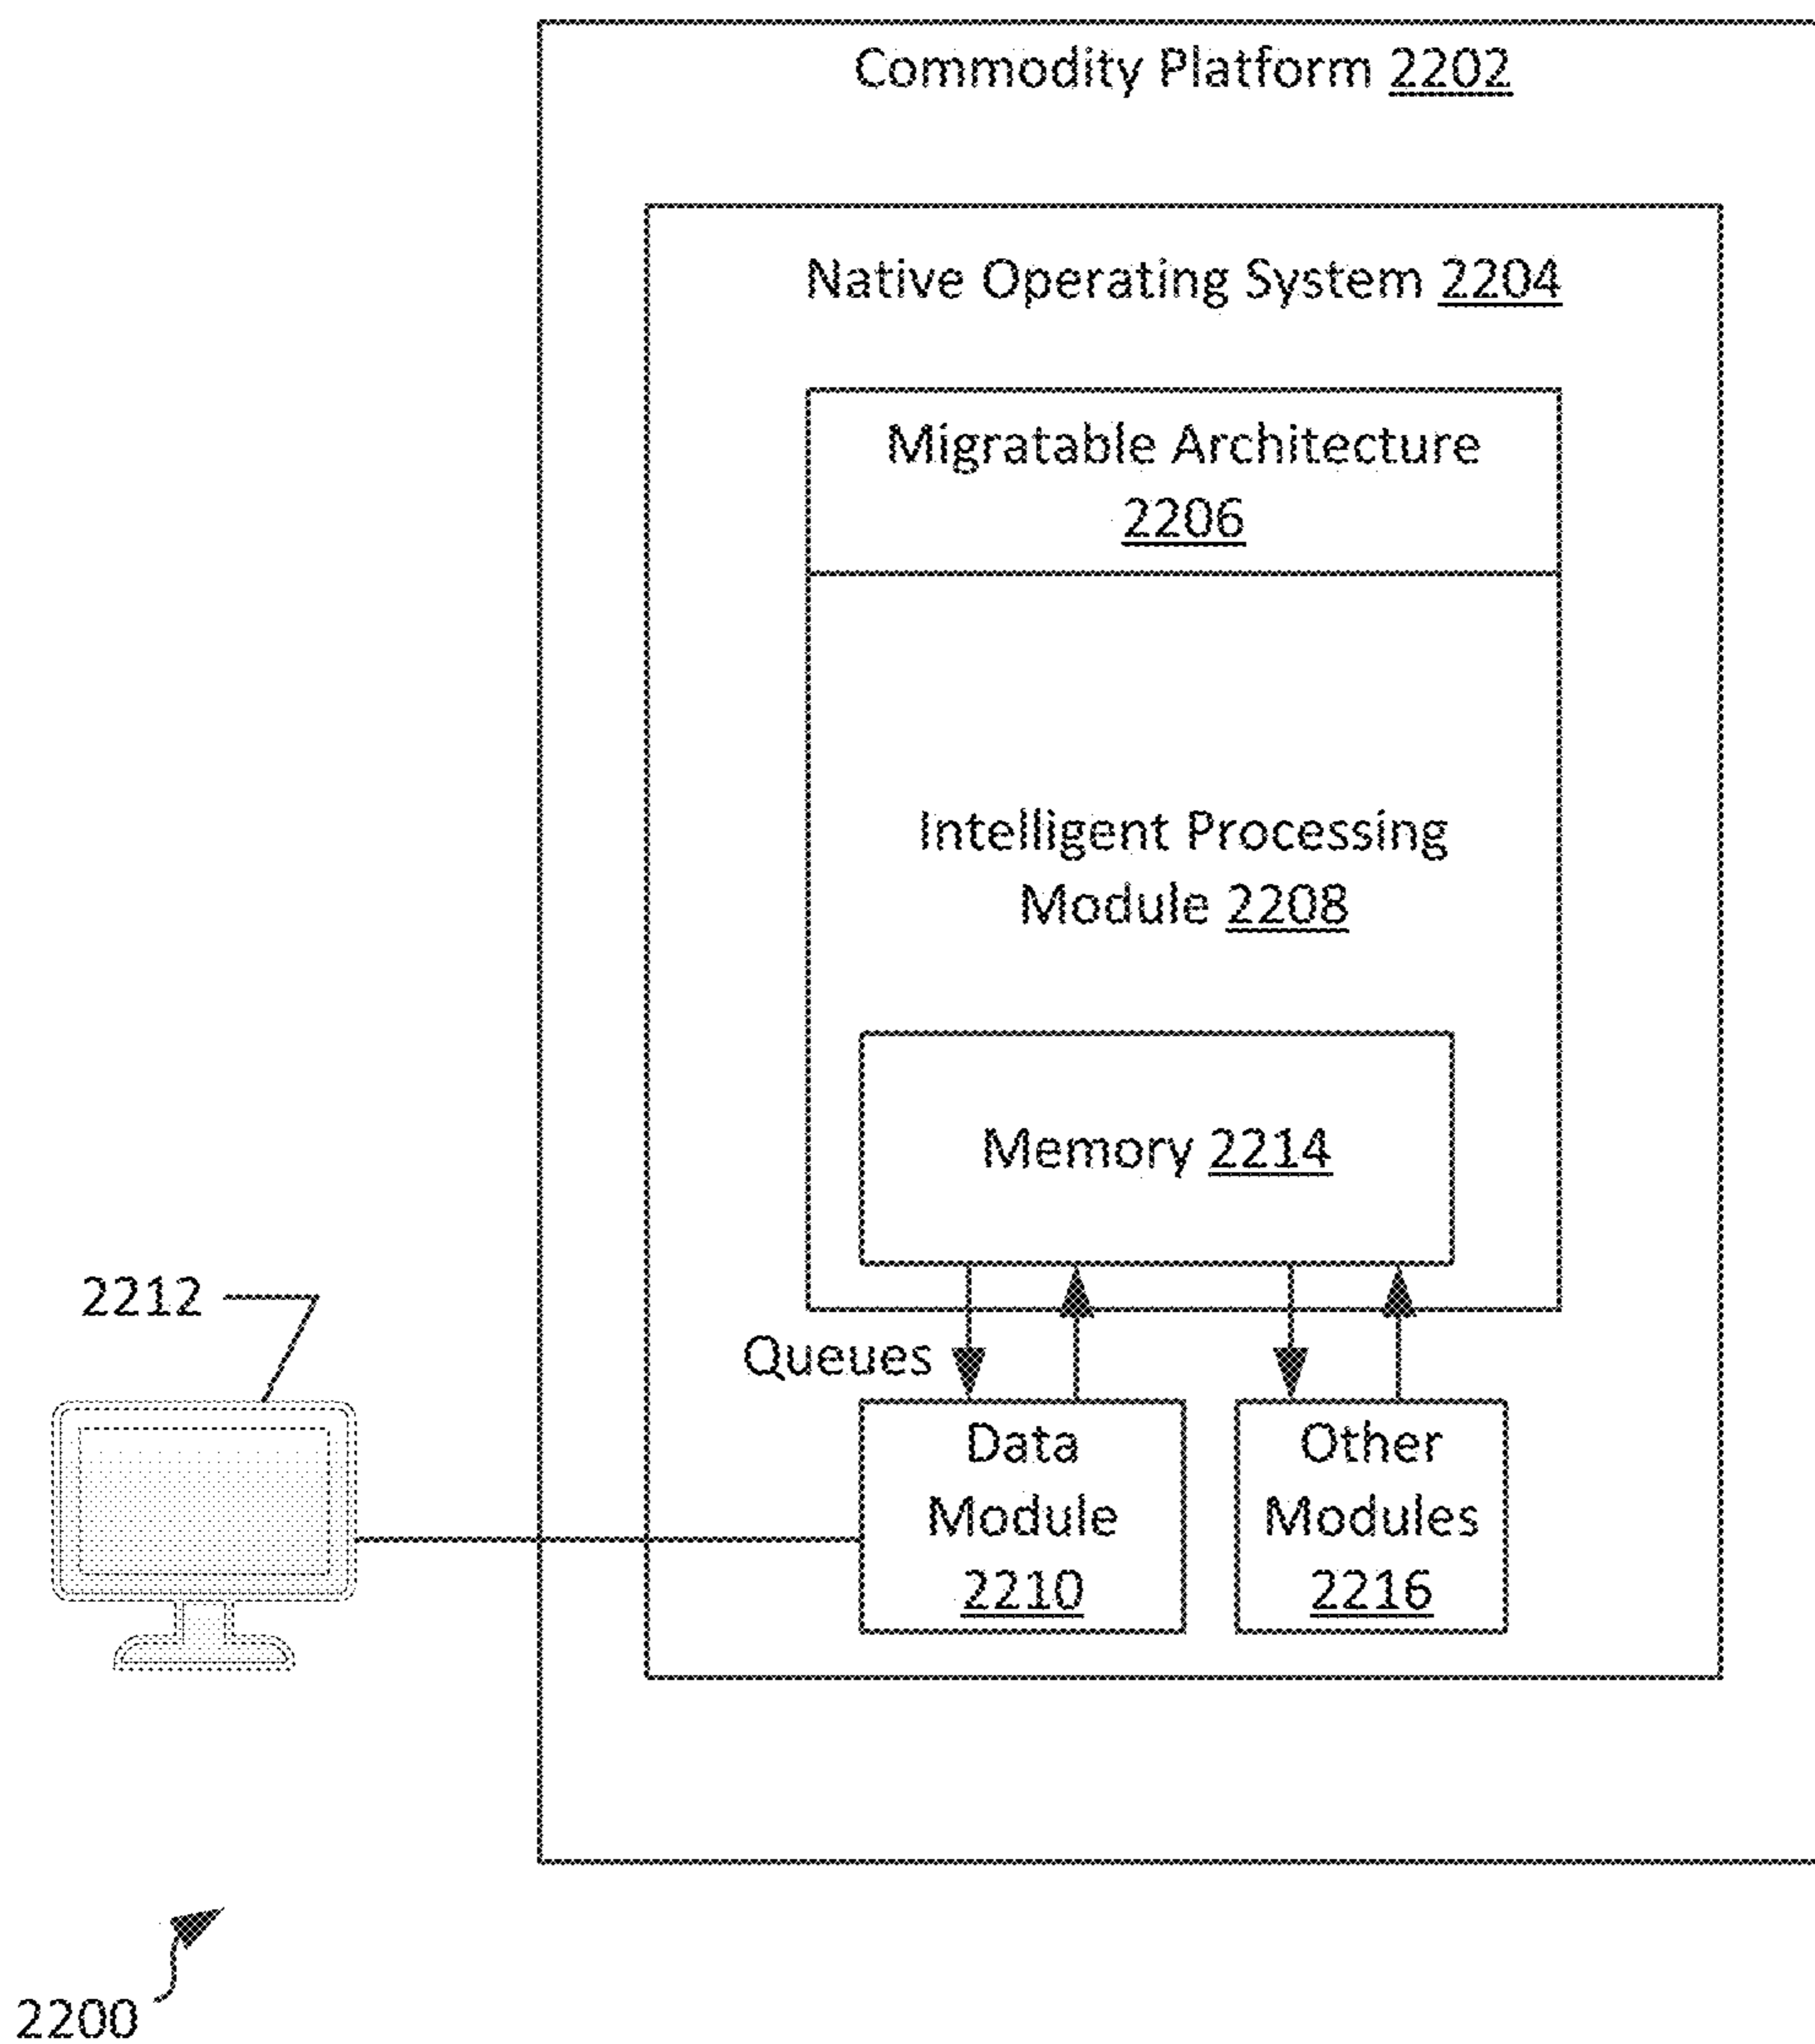 Commodity Platform 2202
Native Operating System 2204
Migratable Architecture
2206
Intelligent Processing
Module 2208
Memory 2214
2212
Queues
Data
Module
2210
Other
Modules
2216
2200